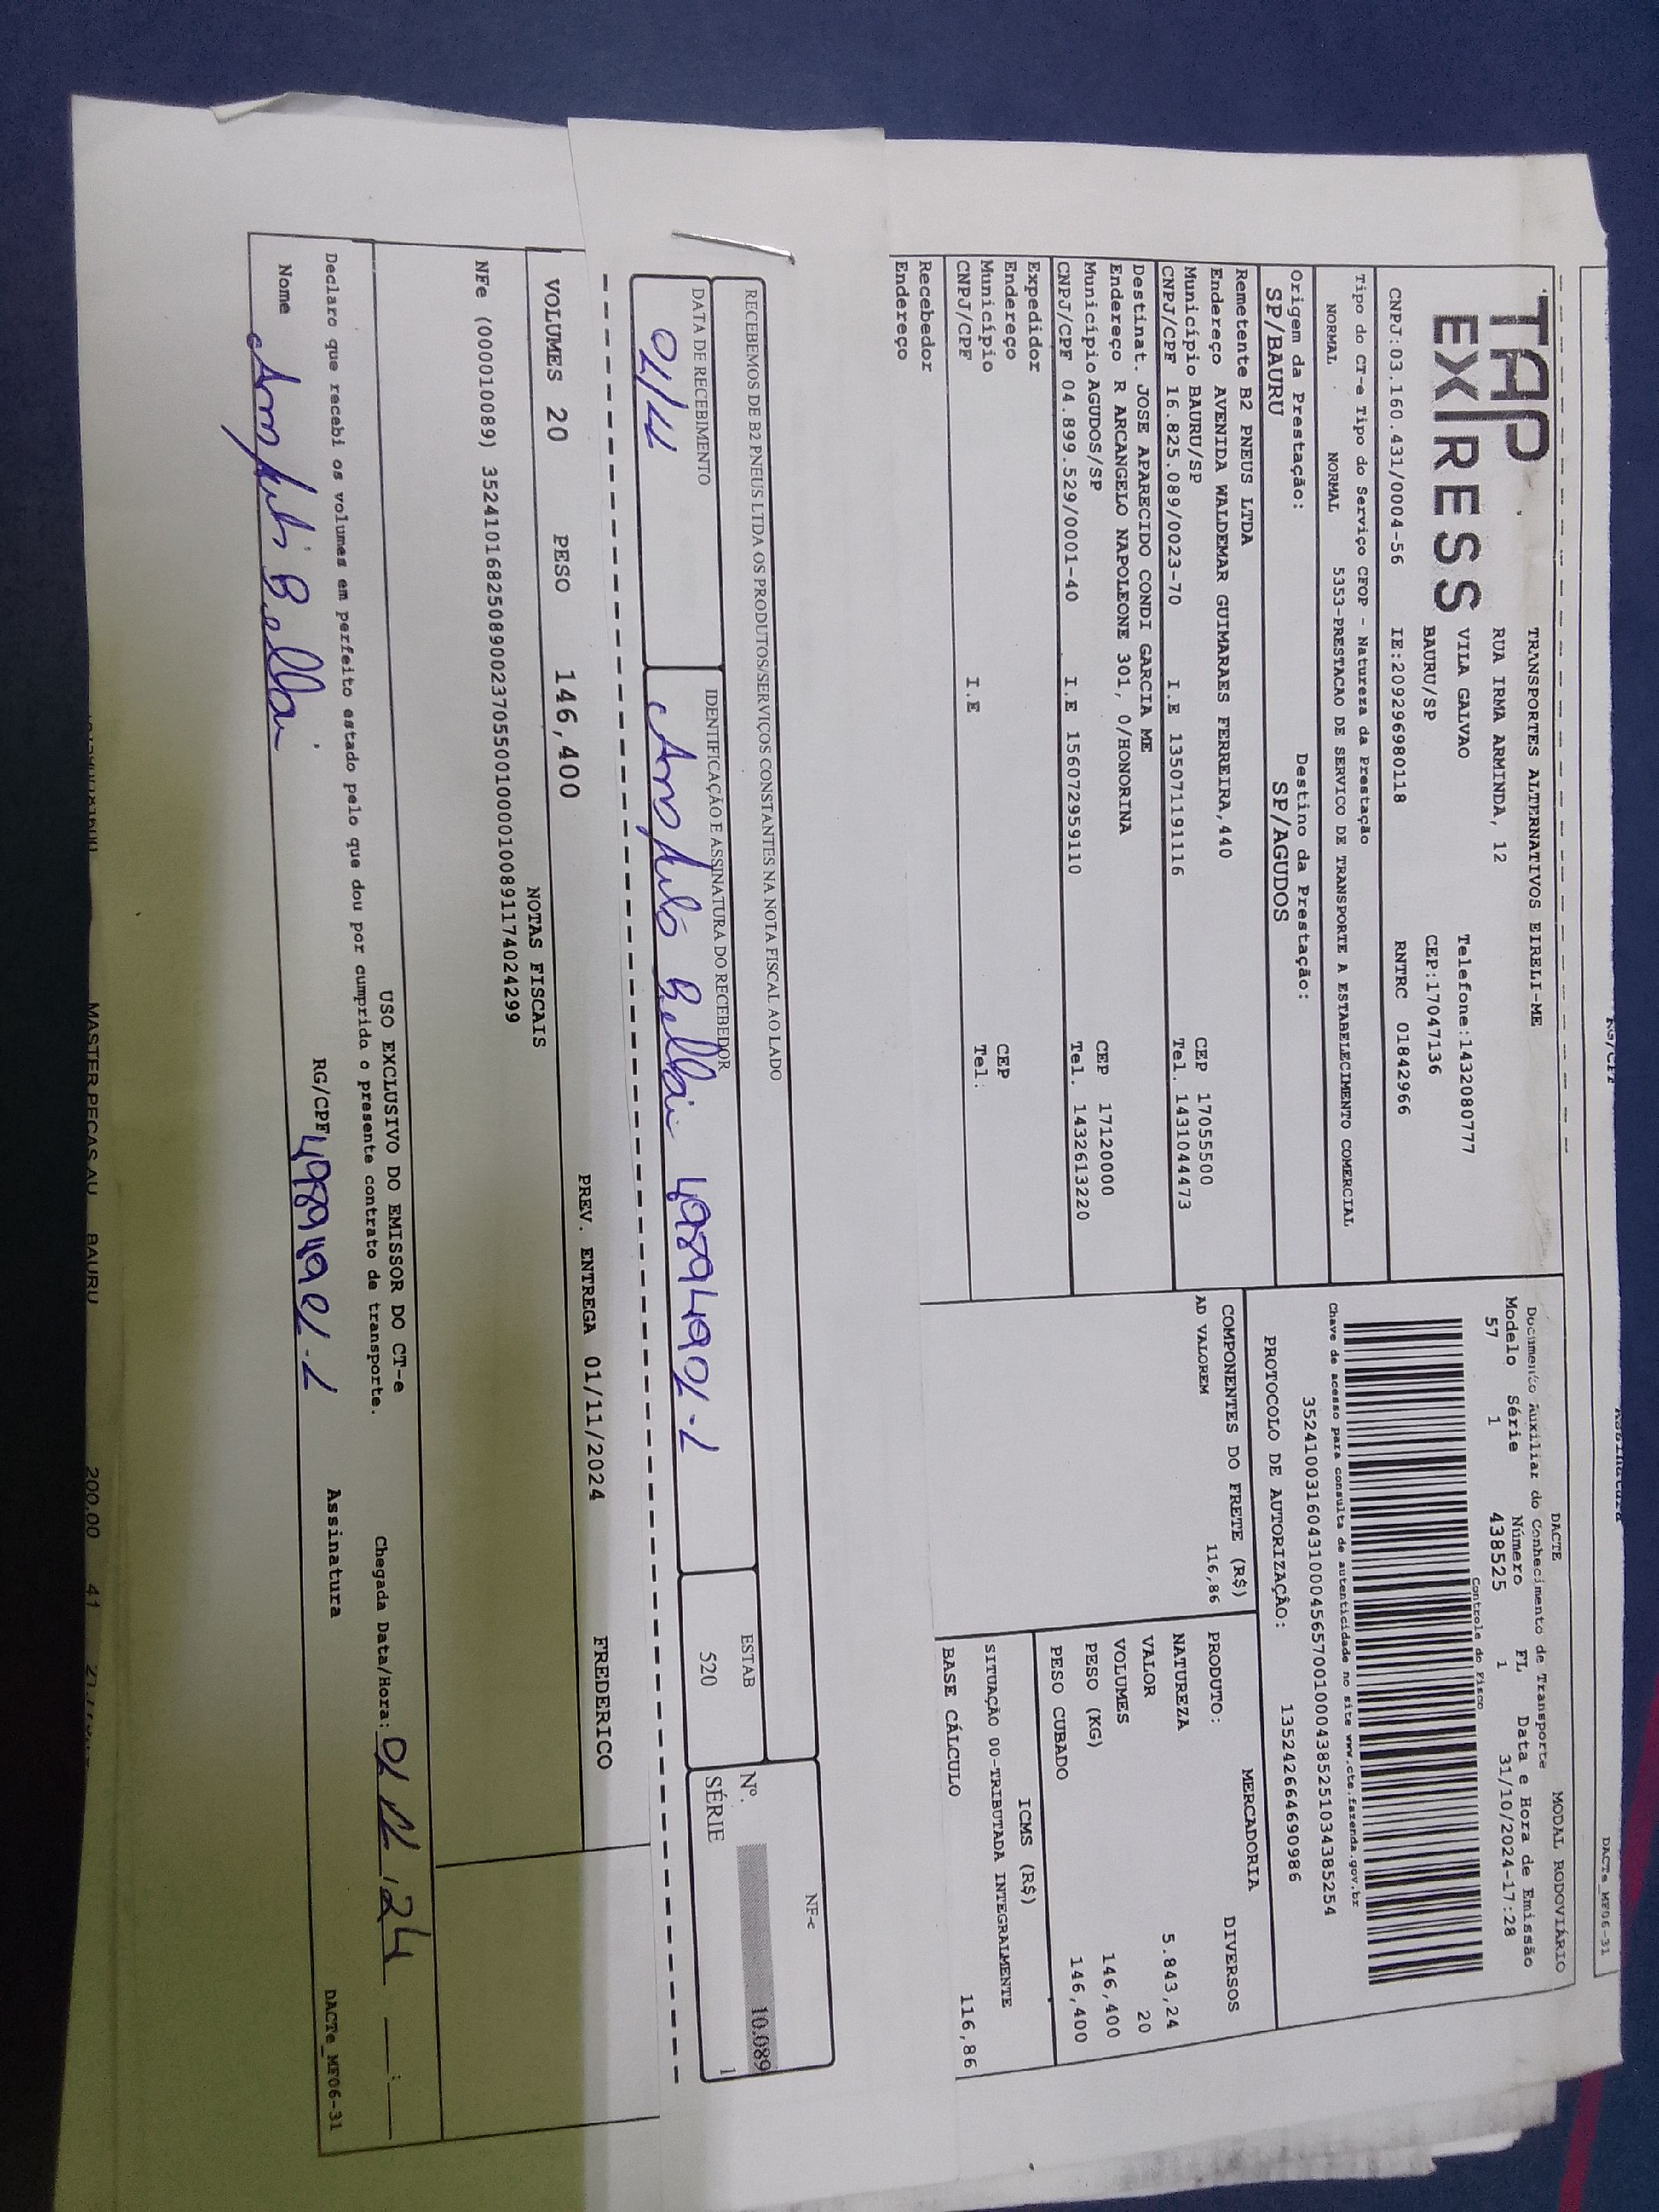 TAP
EXPRESS
TRANSPORTES ALTERNATIVOS EIRELI-ME
RUA IRMA ARMINDA, 12
VILA GALVAO Telefone:1432080777
BAURU/SP CEP:17047136
CNPJ:03.160.431/0004-56 IE:209296980118 RNTRC 01842966
Tipo do CT-e Tipo do Serviço CFOP - Natureza da Prestação
NORMAL NORMAL 5353-PRESTACAO DE SERVICO DE TRANSPORTE A ESTABELECIMENTO COMERCIAL
Origem da Prestação: Destino da Prestação:
SP/BAURU SP/AGUDOS
Remetente B2 PNEUS LTDA
Endereço AVENIDA WALDEMAR GUIMARAES FERREIRA,440
Município BAURU/SP CEP 17055500
CNPJ/CPF 16.825.089/0023-70 I.E 135071191116 Tel. 1431044473
Destinat. JOSE APARECIDO CONDI GARCIA ME
Endereço R ARCANGELO NAPOLEONE 301, 0/HONORINA
Município AGUDOS/SP CEP 17120000
CNPJ/CPF 04.899.529/0001-40 I.E 156072959110 Tel. 1432613220
Expedidor
Endereço
Município CEP
CNPJ/CPF I.E Tel.
Recebedor
Endereço
DACTE MODAL RODOVIÁRIO
Documento Auxiliar do Conhecimento de Transporte
Modelo Série Número FL Data e Hora de Emissão
57 1 438525 1 31/10/2024-17:28
Controle do Fisco
Chave de acesso para consulta de autenticidade no site www.cte.fazenda.gov.br
35241003160431000456570010004385251034385254
PROTOCOLO DE AUTORIZAÇÃO: 135242664690986
COMPONENTES DO FRETE (R$)
AD VALOREM 116,86
MERCADORIA
PRODUTO: DIVERSOS
NATUREZA
VALOR 5.843,24
VOLUMES 20
PESO (KG) 146,400
PESO CUBADO 146,400
ICMS (R$)
SITUAÇÃO 00-TRIBUTADA INTEGRALMENTE
BASE CÁLCULO 116,86
RECEBEMOS DE B2 PNEUS LTDA OS PRODUTOS/SERVIÇOS CONSTANTES NA NOTA FISCAL AO LADO
DATA DE RECEBIMENTO IDENTIFICAÇÃO E ASSINATURA DO RECEBEDOR
01/11 49894901-1
ESTAB
520
NF-e
Nº. 10.089
SÉRIE 1
PREV. ENTREGA 01/11/2024 FREDERICO
VOLUMES 20 PESO 146,400
NOTAS FISCAIS
NFe (000010089) 35241016825089002370550010000100891174024299
USO EXCLUSIVO DO EMISSOR DO CT-e
Declaro que recebi os volumes em perfeito estado pelo que dou por cumprido o presente contrato de transporte.
Chegada Data/Hora: 01 11 24
Nome RG/CPF 49894901-1 Assinatura
DACTe_MF06-31
MASTER PECAS AU BAURU 200,00 41
DACTe_MF06-31